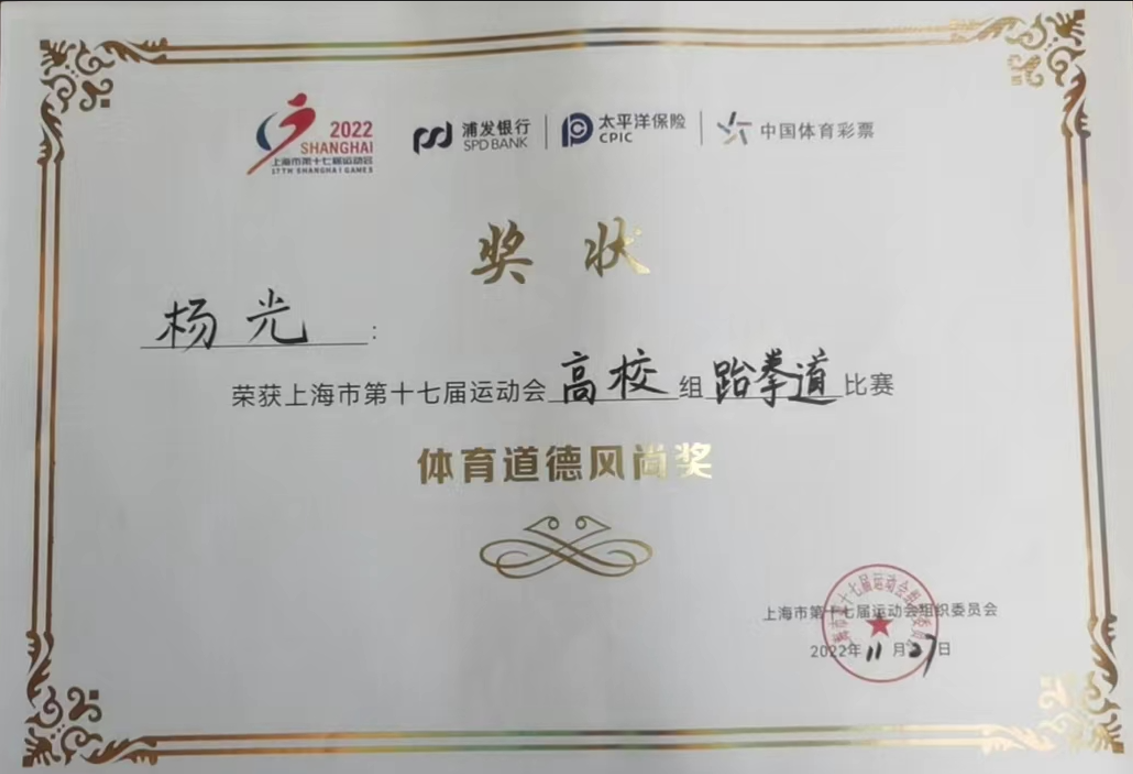 2022
SHANGHAI
上海市第十七届运动会
17TH SHANGHAI GAMES
浦发银行
SPD BANK
太平洋保险
CPIC
中国体育彩票
奖状
杨光：
荣获上海市第十七届运动会高校组跆拳道比赛
体育道德风尚奖
上海市第十七届运动会组织委员会
2022年11月27日